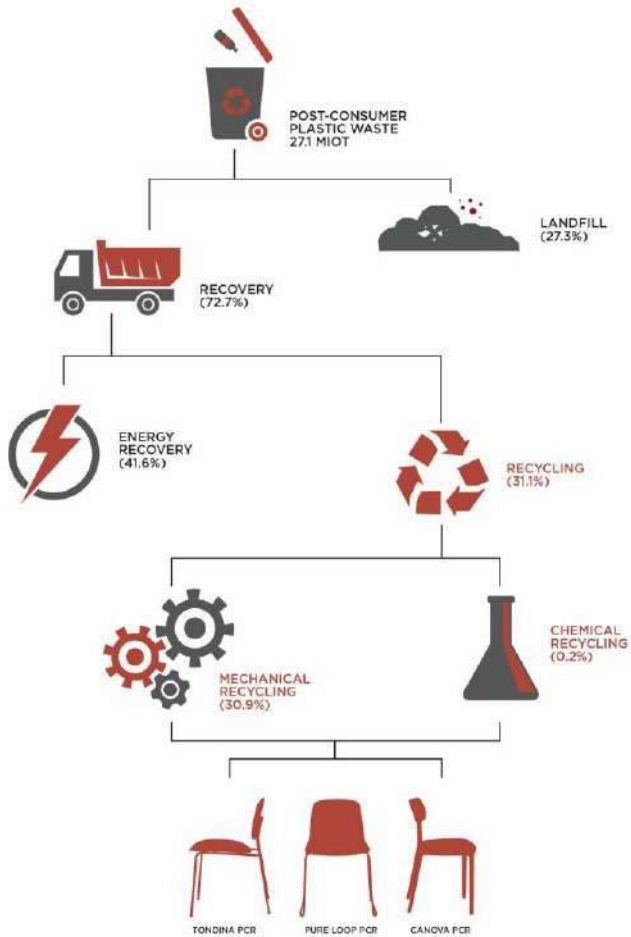 POST-CONSUMER
PLASTIC WASTE
27.1 MIOT
LANDFILL
(27.3%)
RECOVERY
(72.7%)
ENERGY
RECOVERY
(41.6%)
RECYCLING
(31.1%)
CHEMICAL
RECYCLING
(0.2%)
MECHANICAL
RECYCLING
(30.9%)
TONDINA PCR
PURE LOOP PCR
CANOVA PCR